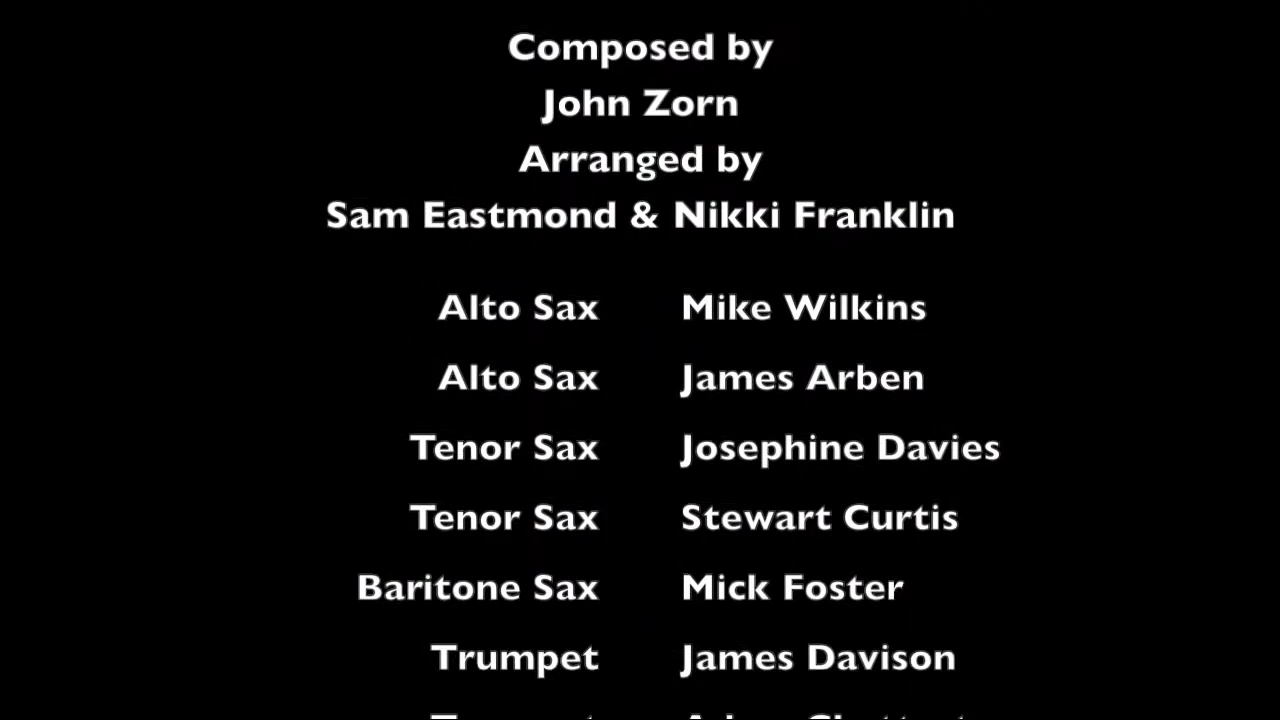 Composed by
John Zorn
Arranged by
Sam Eastmond & Nikki Franklin
Alto Sax Mike Wilkins
Alto Sax James Arben
Tenor Sax Josephine Davies
Tenor Sax Stewart Curtis
Baritone Sax Mick Foster
Trumpet James Davison